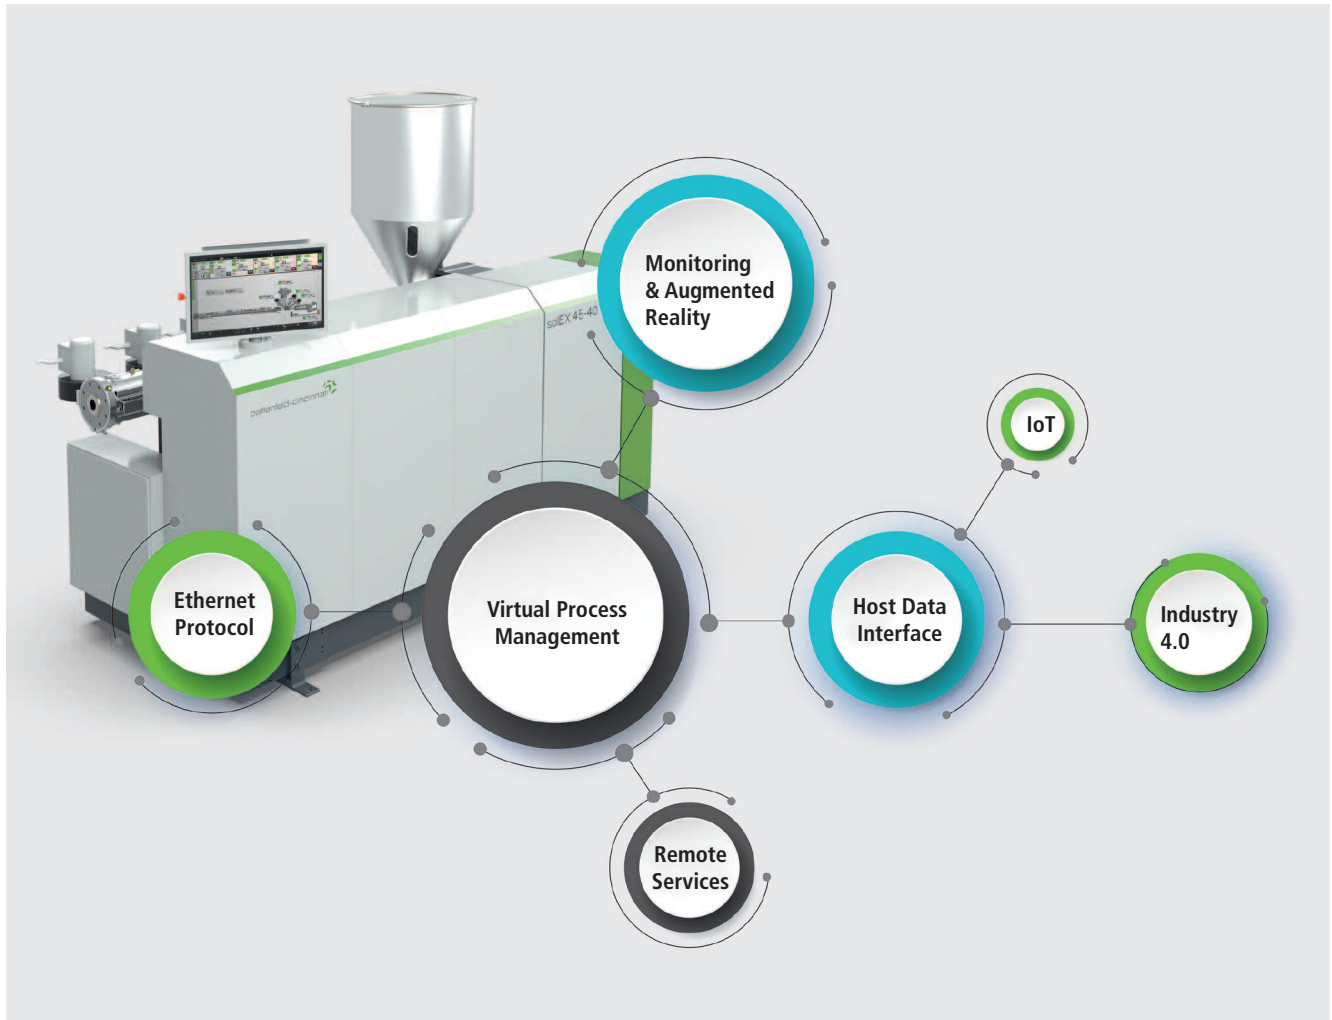 Monitoring
& Augmented
Reality
solEX 45-40
battenfeld-cincinnati
IoT
Ethernet
Protocol
Virtual Process
Management
Host Data
Interface
Industry
4.0
Remote
Services